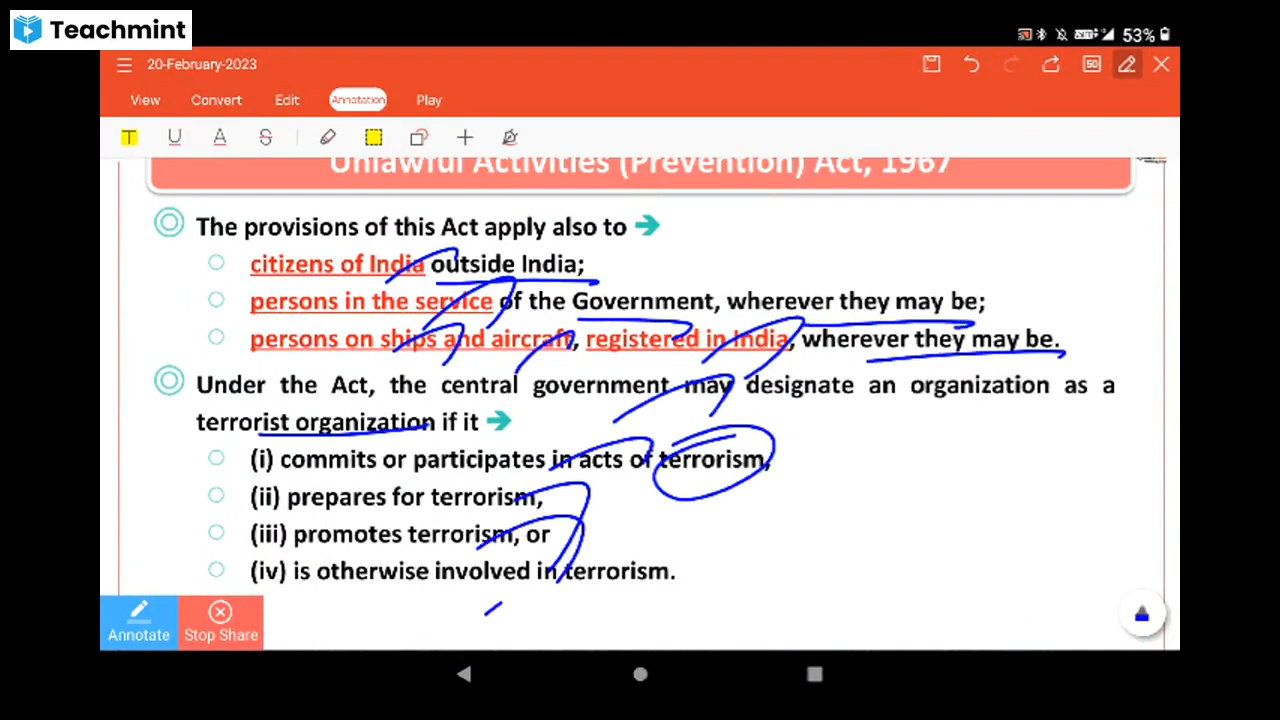 Teachmint
53%
20-February-2023
50
View Convert Edit Annotation Play
T U A S
Unlawful Activities (Prevention) Act, 1967
The provisions of this Act apply also to
citizens of India outside India;
persons in the service of the Government, wherever they may be;
persons on ships and aircraft, registered in India, wherever they may be.
Under the Act, the central government may designate an organization as a
terrorist organization if it
(i) commits or participates in acts of terrorism,
(ii) prepares for terrorism,
(iii) promotes terrorism, or
(iv) is otherwise involved in terrorism.
Annotate Stop Share